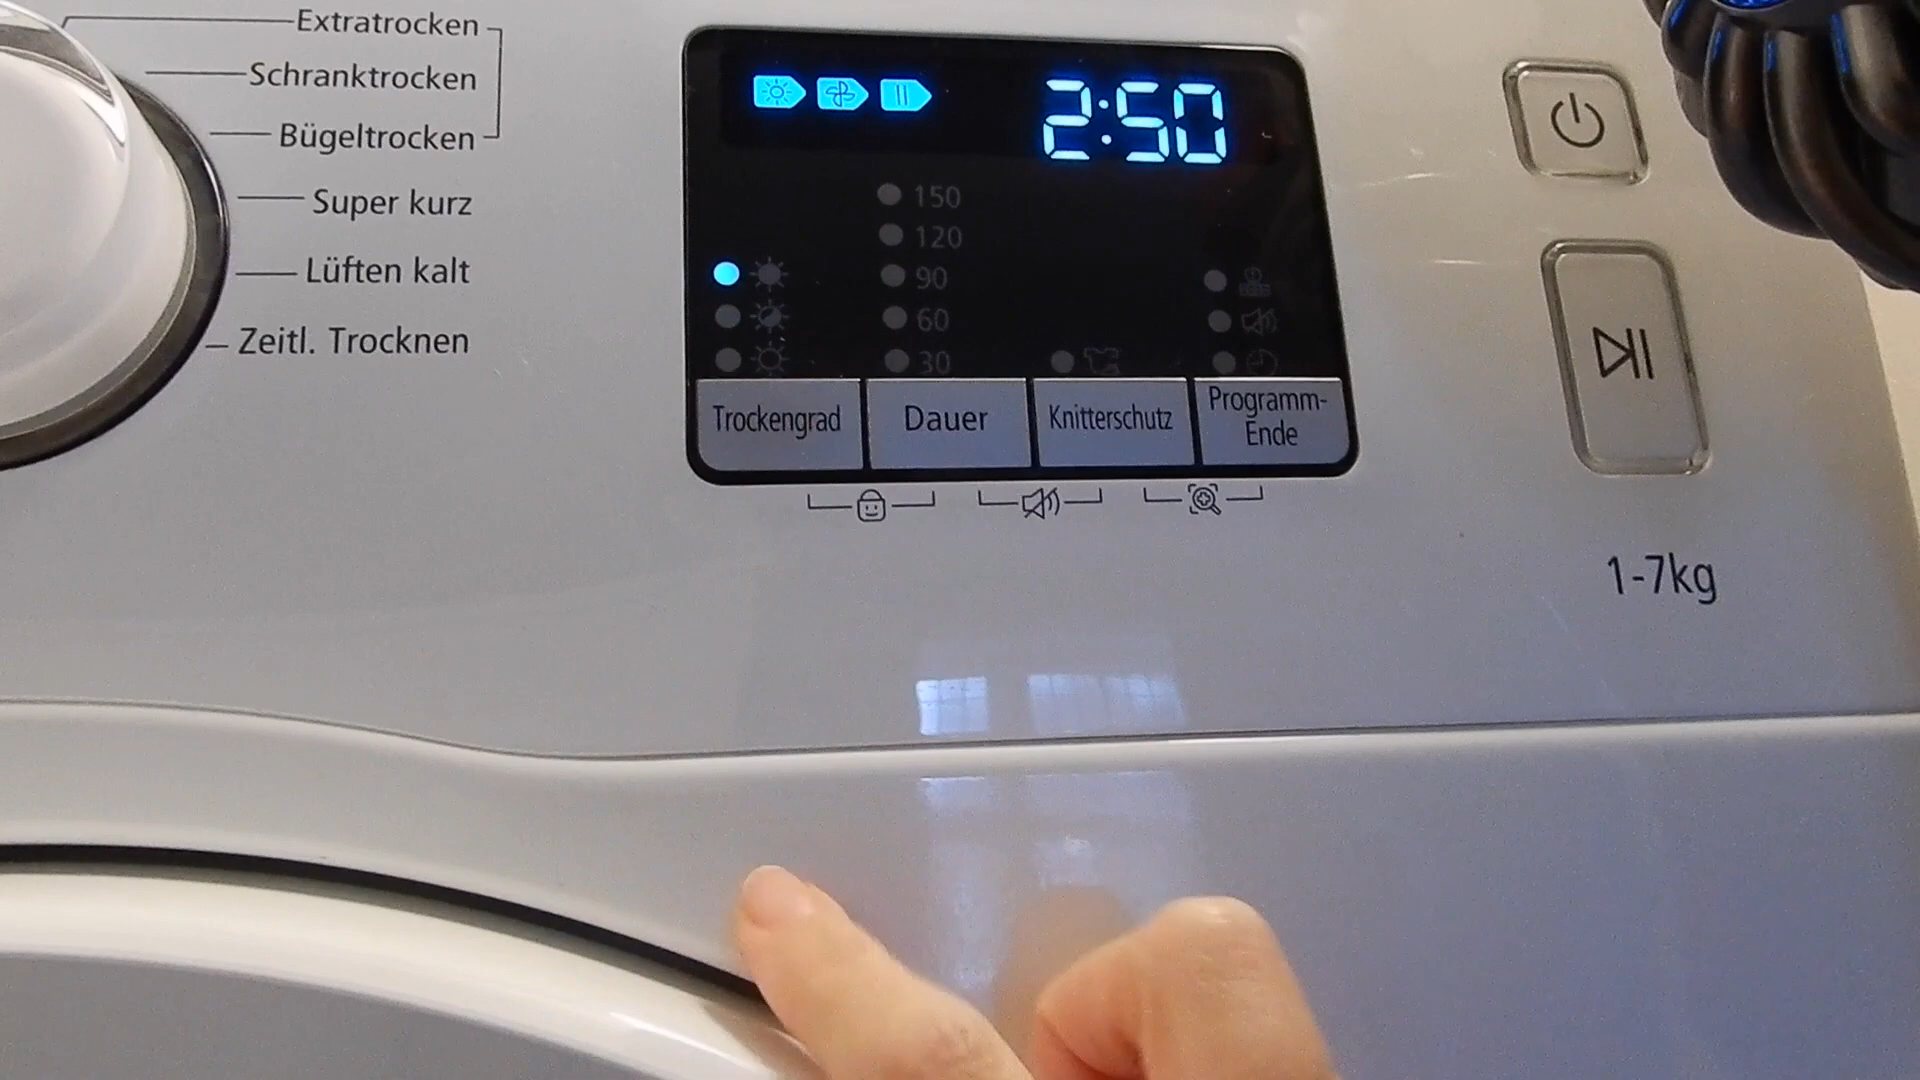 Extratrocken
Schranktrocken
Bügeltrocken
Super kurz
Lüften kalt
Zeitl. Trocknen
2:50
150
120
90
60
30
Trockengrad
Dauer
Knitterschutz
Programm-
Ende
1-7kg